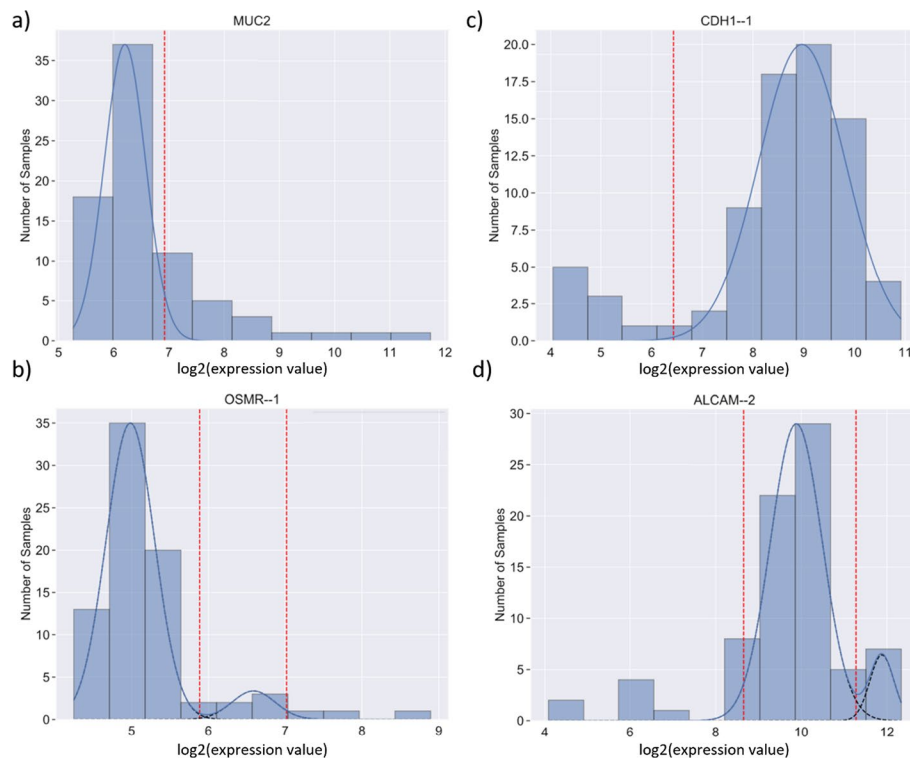 a)
MUC2
35
30
25
20
15
10
5
0
Number of Samples
5 6 7 8 9 10 11 12
log2(expression value)
c)
CDH1--1
20.0
17.5
15.0
12.5
10.0
7.5
5.0
2.5
0.0
Number of Samples
4 5 6 7 8 9 10 11
log2(expression value)
b)
OSMR--1
35
30
25
20
15
10
5
0
Number of Samples
5 6 7 8 9
log2(expression value)
d)
ALCAM--2
30
25
20
15
10
5
0
Number of Samples
4 6 8 10 12
log2(expression value)